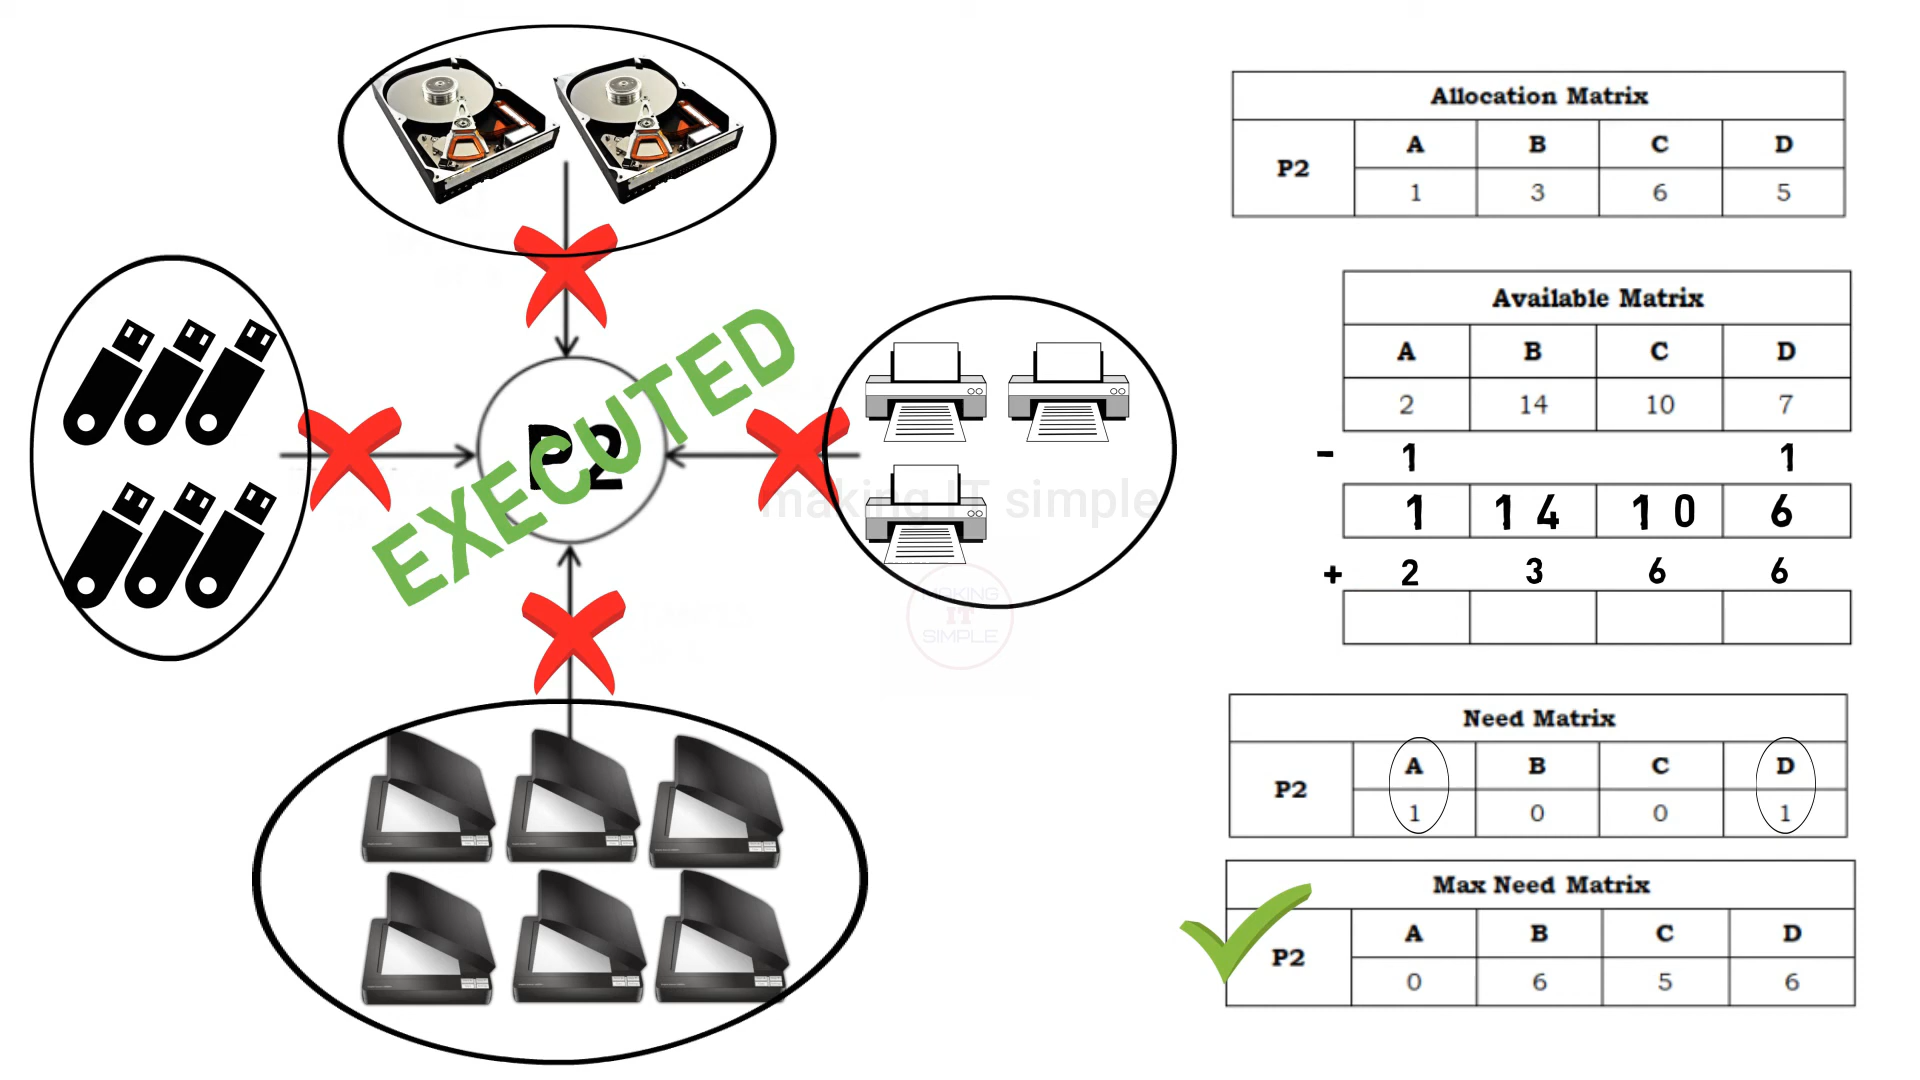 EXECUTED
P2
making IT simple
MAKING
IT
SIMPLE
Allocation Matrix
P2 A B C D
1 3 6 5
Available Matrix
A B C D
2 14 10 7
- 1 1
1 14 10 6
+ 2 3 6 6
Need Matrix
P2 A B C D
1 0 0 1
Max Need Matrix
P2 A B C D
0 6 5 6